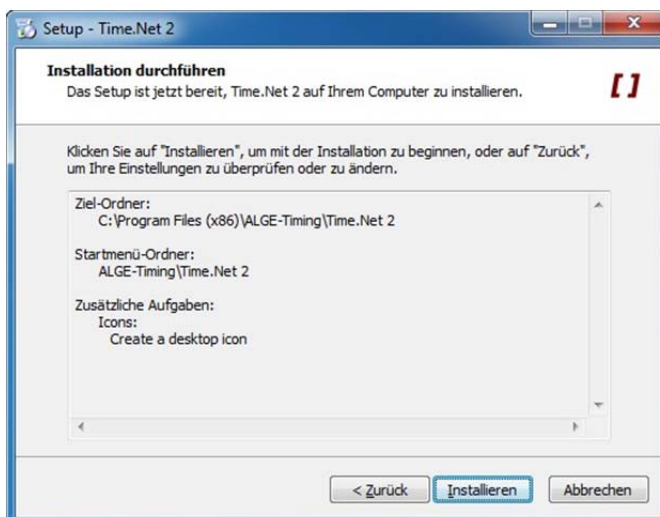 Setup - Time.Net 2
Installation durchführen
Das Setup ist jetzt bereit, Time.Net 2 auf Ihrem Computer zu installieren.
[ ]
Klicken Sie auf "Installieren", um mit der Installation zu beginnen, oder auf "Zurück",
um Ihre Einstellungen zu überprüfen oder zu ändern.
Ziel-Ordner:
C:\Program Files (x86)\ALGE-Timing\Time.Net 2
Startmenü-Ordner:
ALGE-Timing\Time.Net 2
Zusätzliche Aufgaben:
Icons:
Create a desktop icon
< Zurück Installieren Abbrechen